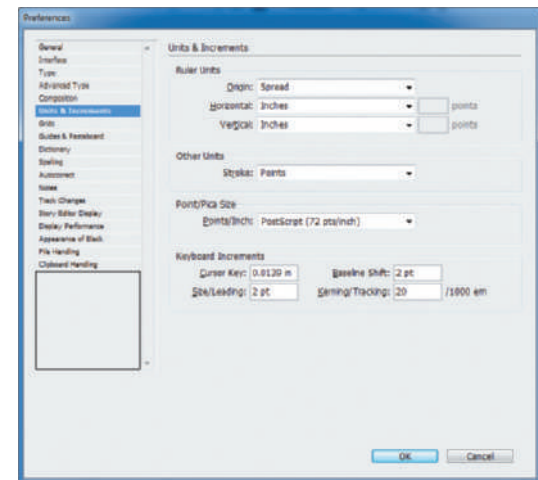 Preferences
General
Interface
Type
Advanced Type
Composition
Units & Increments
Grids
Guides & Pasteboard
Dictionary
Spelling
Autocorrect
Notes
Track Changes
Story Editor Display
Display Performance
Appearance of Black
File Handling
Clipboard Handling
Units & Increments
Ruler Units
Origin: Spread
Horizontal: Inches points
Vertical: Inches points
Other Units
Stroke: Points
Point/Pica Size
Points/Inch: PostScript (72 pts/inch)
Keyboard Increments
Cursor Key: 0.0139 in Baseline Shift: 2 pt
Size/Leading: 2 pt Kerning/Tracking: 20 /1000 em
OK Cancel